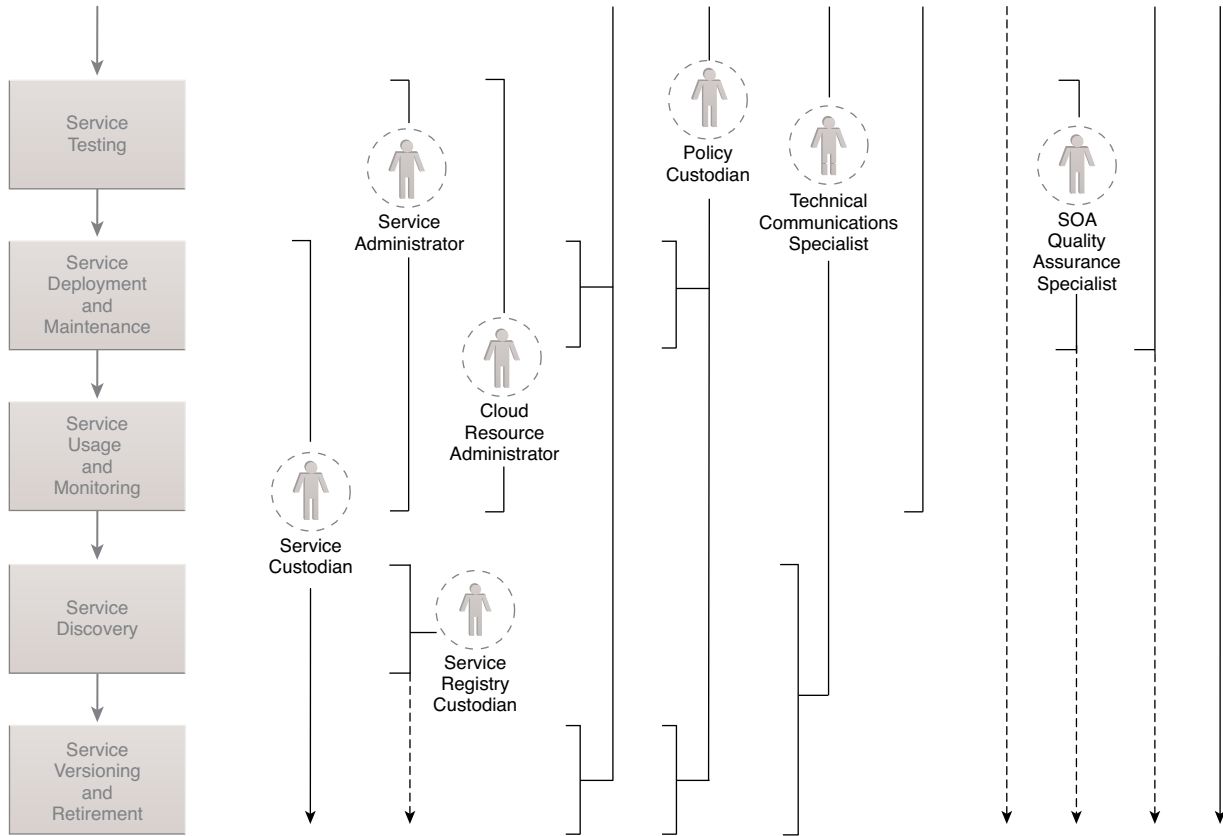 Service
Testing
Service
Deployment
and
Maintenance
Service
Usage
and
Monitoring
Service
Discovery
Service
Versioning
and
Retirement
Service
Custodian
Service
Administrator
Service
Registry
Custodian
Cloud
Resource
Administrator
Policy
Custodian
Technical
Communications
Specialist
SOA
Quality
Assurance
Specialist